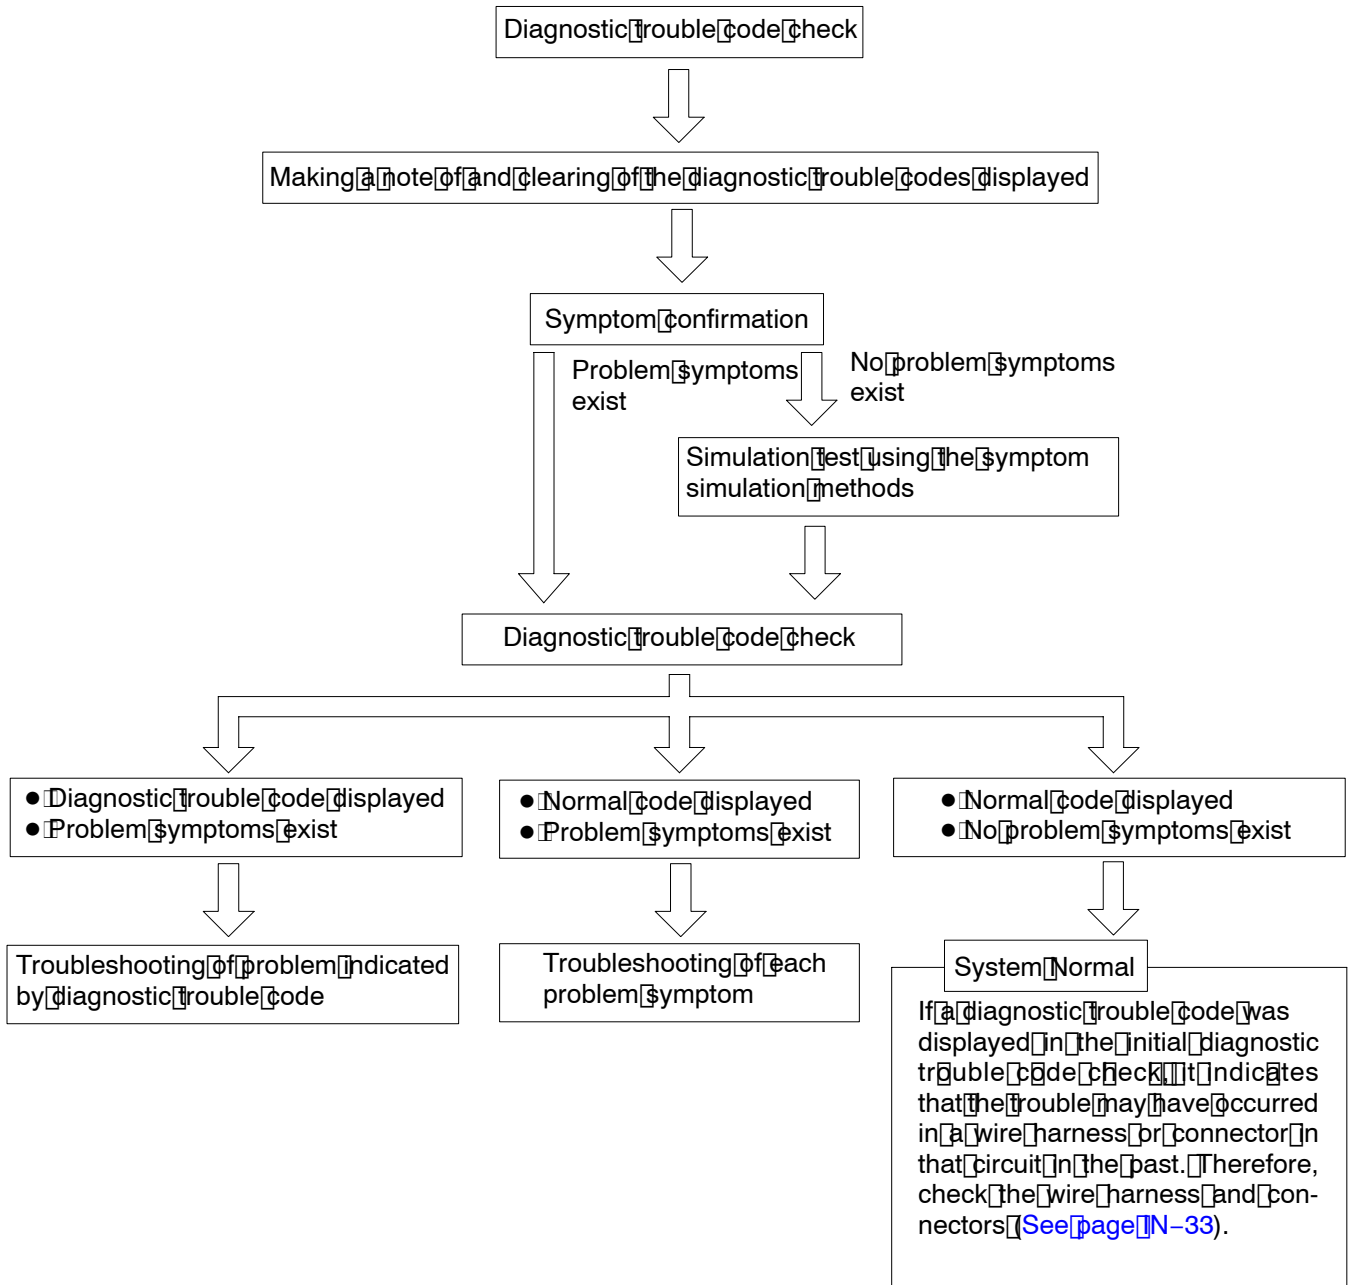 Diagnostic trouble code check
Making a note of and clearing of the diagnostic trouble codes displayed
Symptom confirmation
Problem symptoms
exist
No problem symptoms
exist
Simulation test using the symptom
simulation methods
Diagnostic trouble code check
● Diagnostic trouble code displayed
● Problem symptoms exist
● Normal code displayed
● Problem symptoms exist
● Normal code displayed
● No problem symptoms exist
Troubleshooting of problem indicated
by diagnostic trouble code
Troubleshooting of each
problem symptom
System Normal
If a diagnostic trouble code was
displayed in the initial diagnostic
trouble code check, it indicates
that the trouble may have occurred
in a wire harness or connector in
that circuit in the past. Therefore,
check the wire harness and con-
nectors (See page IN–33).